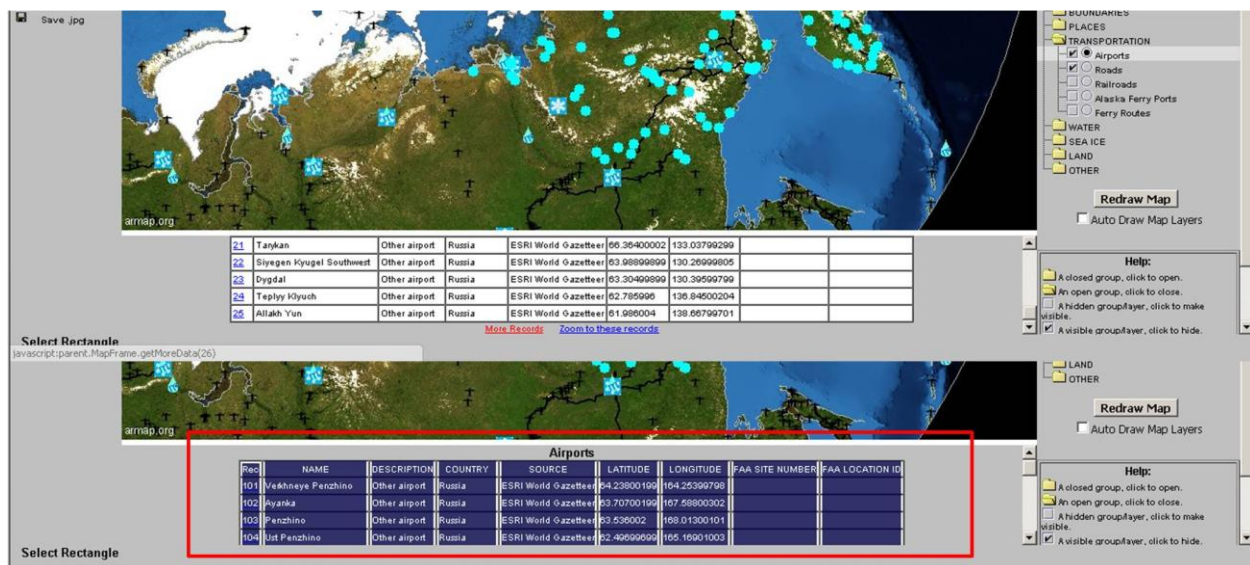 Save .jpg
BOUNDARIES
PLACES
TRANSPORTATION
Airports
Roads
Railroads
Alaska Ferry Ports
Ferry Routes
WATER
SEA ICE
LAND
OTHER
Redraw Map
Auto Draw Map Layers
armap.org
21 Tarykan Other airport Russia ESRI World Gazetteer 66.36400002 133.03799299
22 Siyegen Kyugel Southwest Other airport Russia ESRI World Gazetteer 63.98899899 130.26999805
23 Dygdal Other airport Russia ESRI World Gazetteer 63.30499899 130.39599799
24 Teplyy Klyuch Other airport Russia ESRI World Gazetteer 62.785996 136.84500204
25 Allakh Yun Other airport Russia ESRI World Gazetteer 61.986004 138.66799701
More Records Zoom to these records
Help:
A closed group, click to open.
An open group, click to close.
A hidden group/layer, click to make
visible.
A visible group/layer, click to hide.
Select Rectangle
javascript:parent.MapFrame.getMoreData(26)
LAND
OTHER
Redraw Map
Auto Draw Map Layers
armap.org
Airports
Rec NAME DESCRIPTION COUNTRY SOURCE LATITUDE LONGITUDE FAA SITE NUMBER FAA LOCATION ID
101 Verkhneye Penzhino Other airport Russia ESRI World Gazetteer 64.23800199 164.25399798
102 Ayanka Other airport Russia ESRI World Gazetteer 63.70700199 167.58800302
103 Penzhino Other airport Russia ESRI World Gazetteer 63.536002 168.01300101
104 Ust Penzhino Other airport Russia ESRI World Gazetteer 62.49699699 165.16901003
Help:
A closed group, click to open.
An open group, click to close.
A hidden group/layer, click to make
visible.
A visible group/layer, click to hide.
Select Rectangle